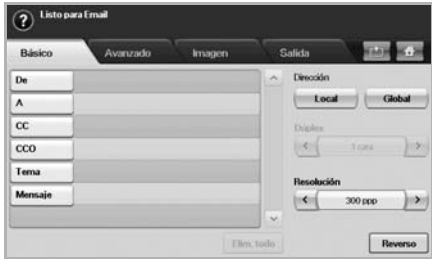 ? Listo para Email
Básico Avanzado Imagen Salida
De
A
CC
CCO
Tema
Mensaje
Elim. todo
Dirección
Local Global
Dúplex
< 1 cara >
Resolución
< 300 ppp >
Reverso